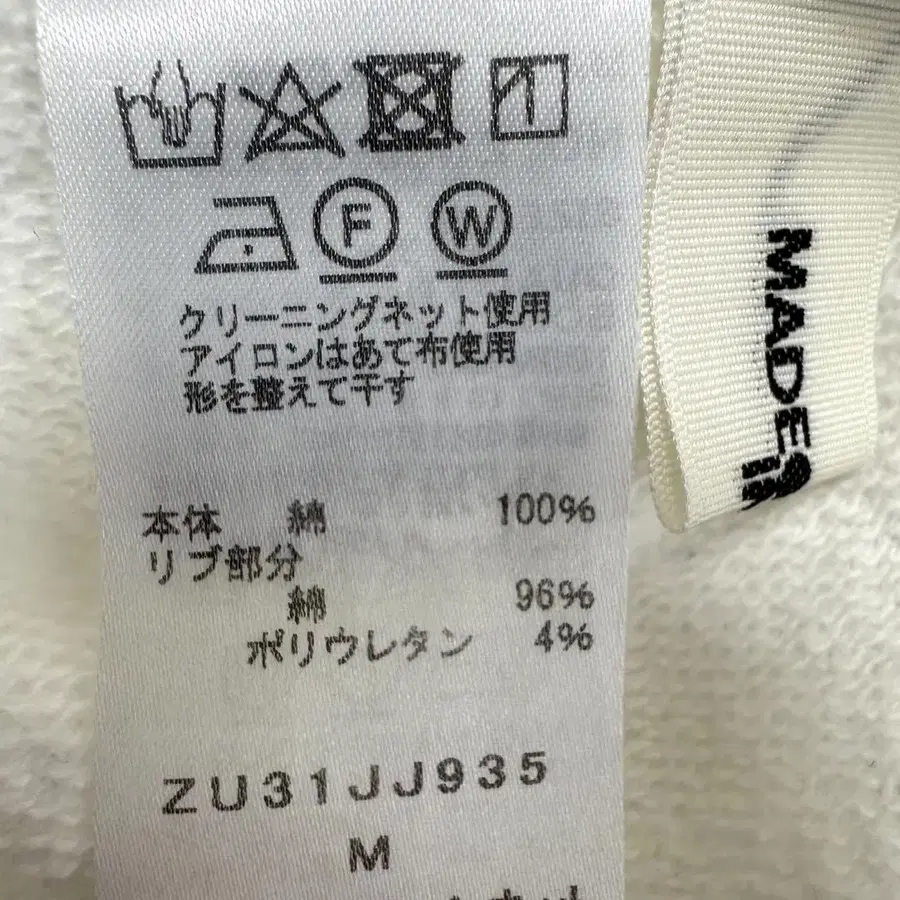 F
W
クリーニングネット使用
アイロンはあて布使用
形を整えて干す
本体 綿 100%
リブ部分
綿 96%
ポリウレタン 4%
ZU31JJ935
M
MADE